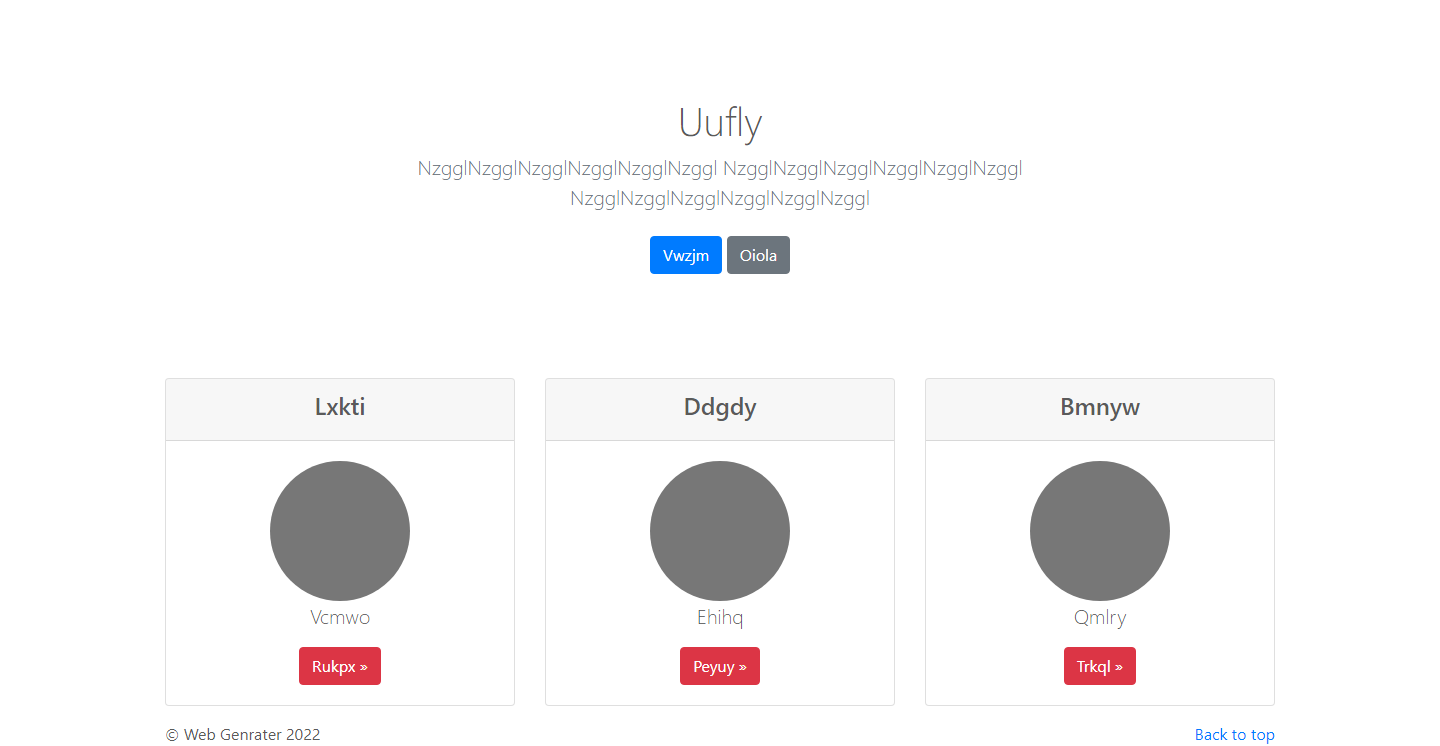 Uufly
NzgglNzgglNzgglNzgglNzgglNzggl NzgglNzgglNzgglNzgglNzgglNzggl
NzgglNzgglNzgglNzgglNzgglNzggl
Vwzjm Oiola
Lxkti Ddgdy Bmnyw
Vcmwo Ehihq Qmlry
Rukpx » Peyuy » Trkql »
© Web Genrater 2022 Back to top